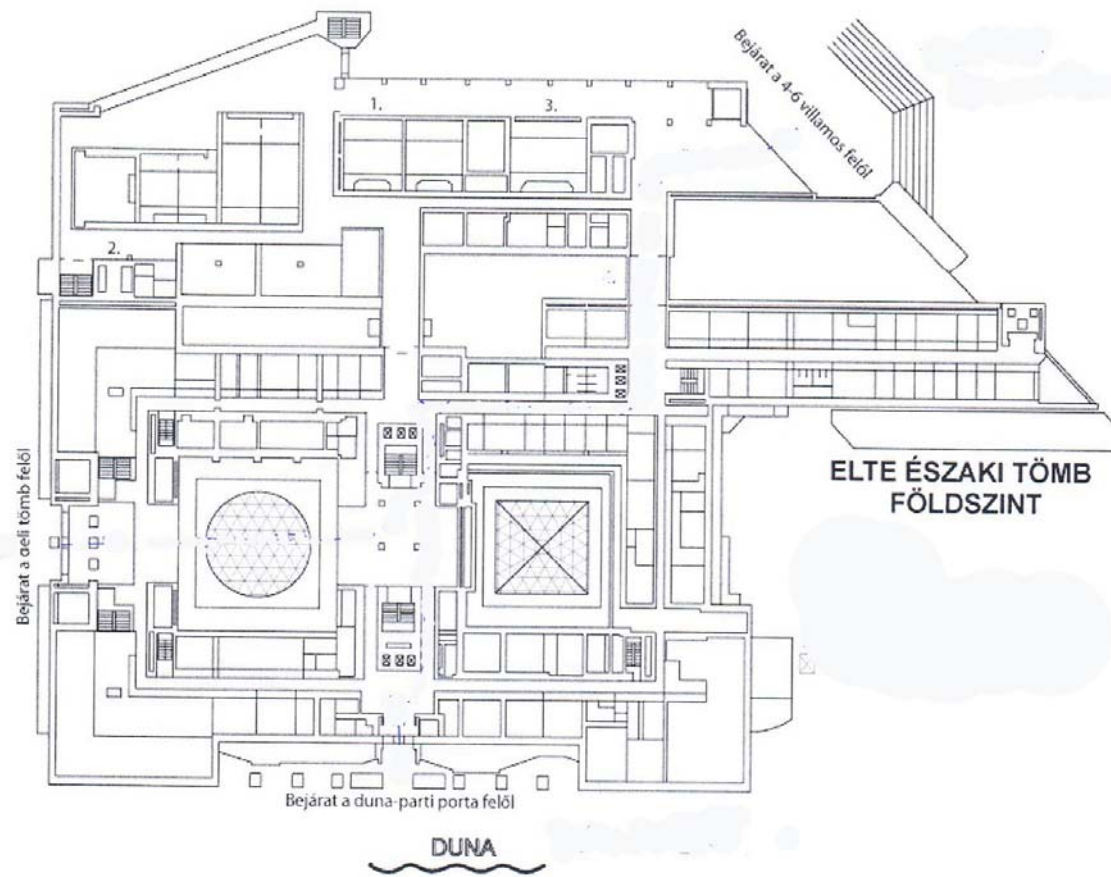 Bejárat a 4-6 villamos felől
1.
3.
2.
ELTE ÉSZAKI TÖMB
FÖLDSZINT
Bejárat a deli tömb felől
Bejárat a duna-parti porta felől
DUNA